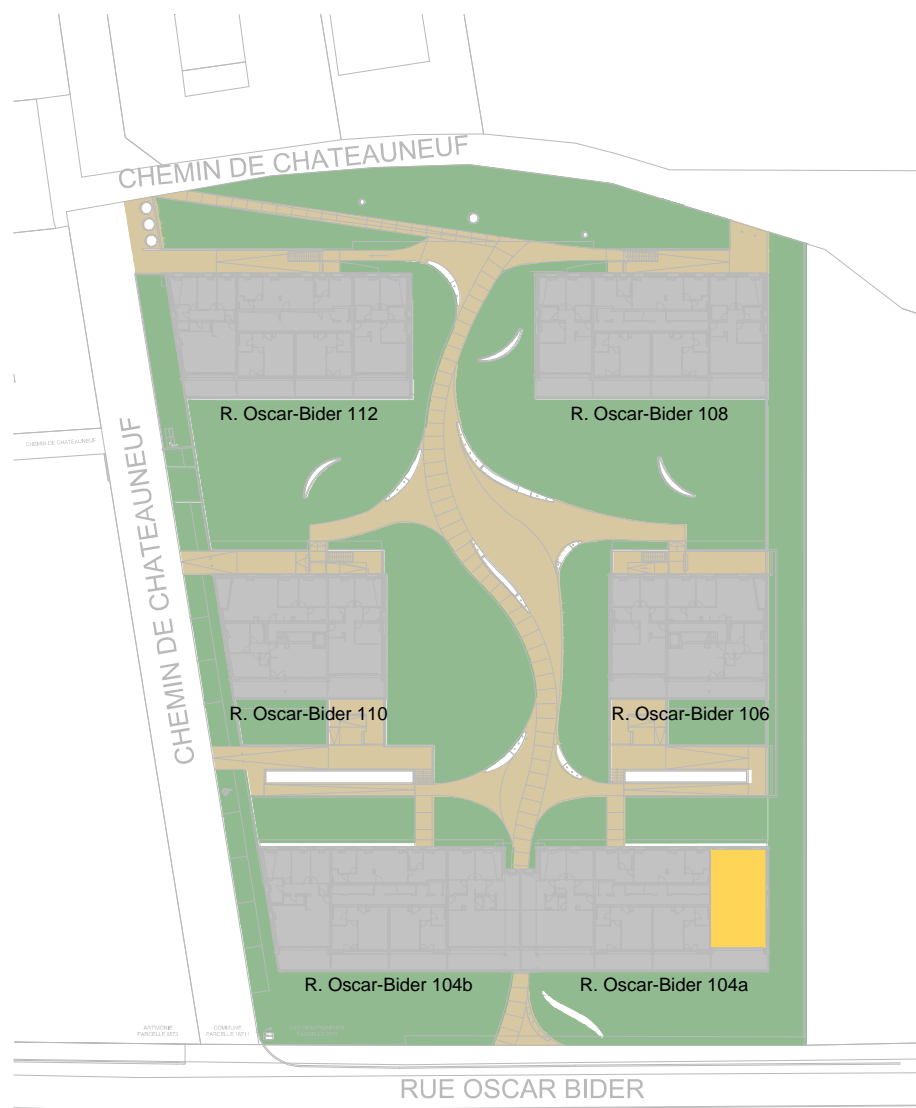 CHEMIN DE CHATEAUNEUF
R. Oscar-Bider 112
R. Oscar-Bider 108
CHEMIN DE CHATEAUNEUF
CHEMIN DE CHATEAUNEUF
R. Oscar-Bider 110
R. Oscar-Bider 106
R. Oscar-Bider 104b
R. Oscar-Bider 104a
COMMUNE
RUE OSCAR BIDER